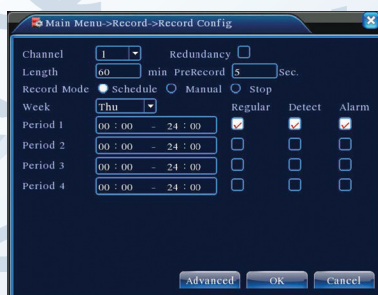 Main Menu->Record->Record Config
Channel 1 Redundancy
Length 60 min PreRecord 5 Sec.
Record Mode Schedule Manual Stop
Week Thu Regular Detect Alarm
Period 1 00 : 00 - 24 : 00
Period 2 00 : 00 - 24 : 00
Period 3 00 : 00 - 24 : 00
Period 4 00 : 00 - 24 : 00
Advanced OK Cancel